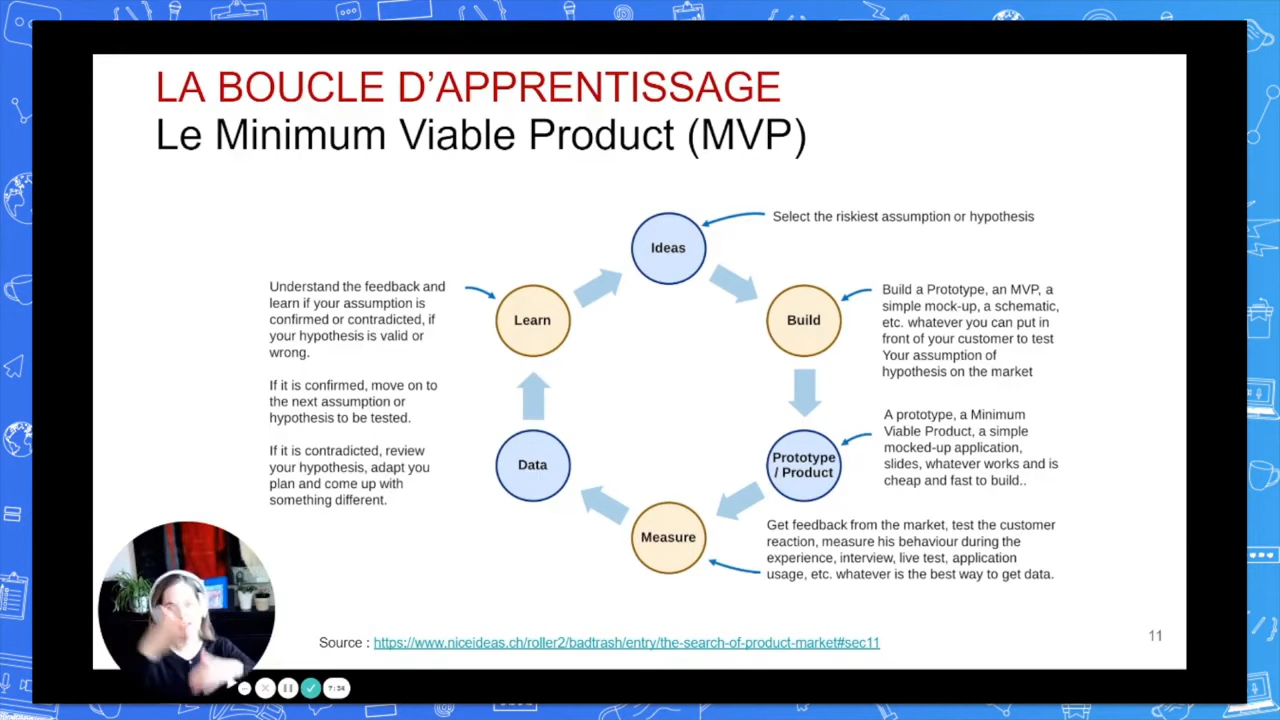 LA BOUCLE D'APPRENTISSAGE
Le Minimum Viable Product (MVP)
Ideas
Select the riskiest assumption or hypothesis
Build
Build a Prototype, an MVP, a
simple mock-up, a schematic,
etc. whatever you can put in
front of your customer to test
Your assumption of
hypothesis on the market
Prototype
/ Product
A prototype, a Minimum
Viable Product, a simple
mocked-up application,
slides, whatever works and is
cheap and fast to build..
Measure
Get feedback from the market, test the customer
reaction, measure his behaviour during the
experience, interview, live test, application
usage, etc. whatever is the best way to get data.
Data
Learn
Understand the feedback and
learn if your assumption is
confirmed or contradicted, if
your hypothesis is valid or
wrong.
If it is confirmed, move on to
the next assumption or
hypothesis to be tested.
If it is contradicted, review
your hypothesis, adapt you
plan and come up with
something different.
Source : https://www.niceideas.ch/roller2/badtrash/entry/the-search-of-product-market#sec11
11
7:34